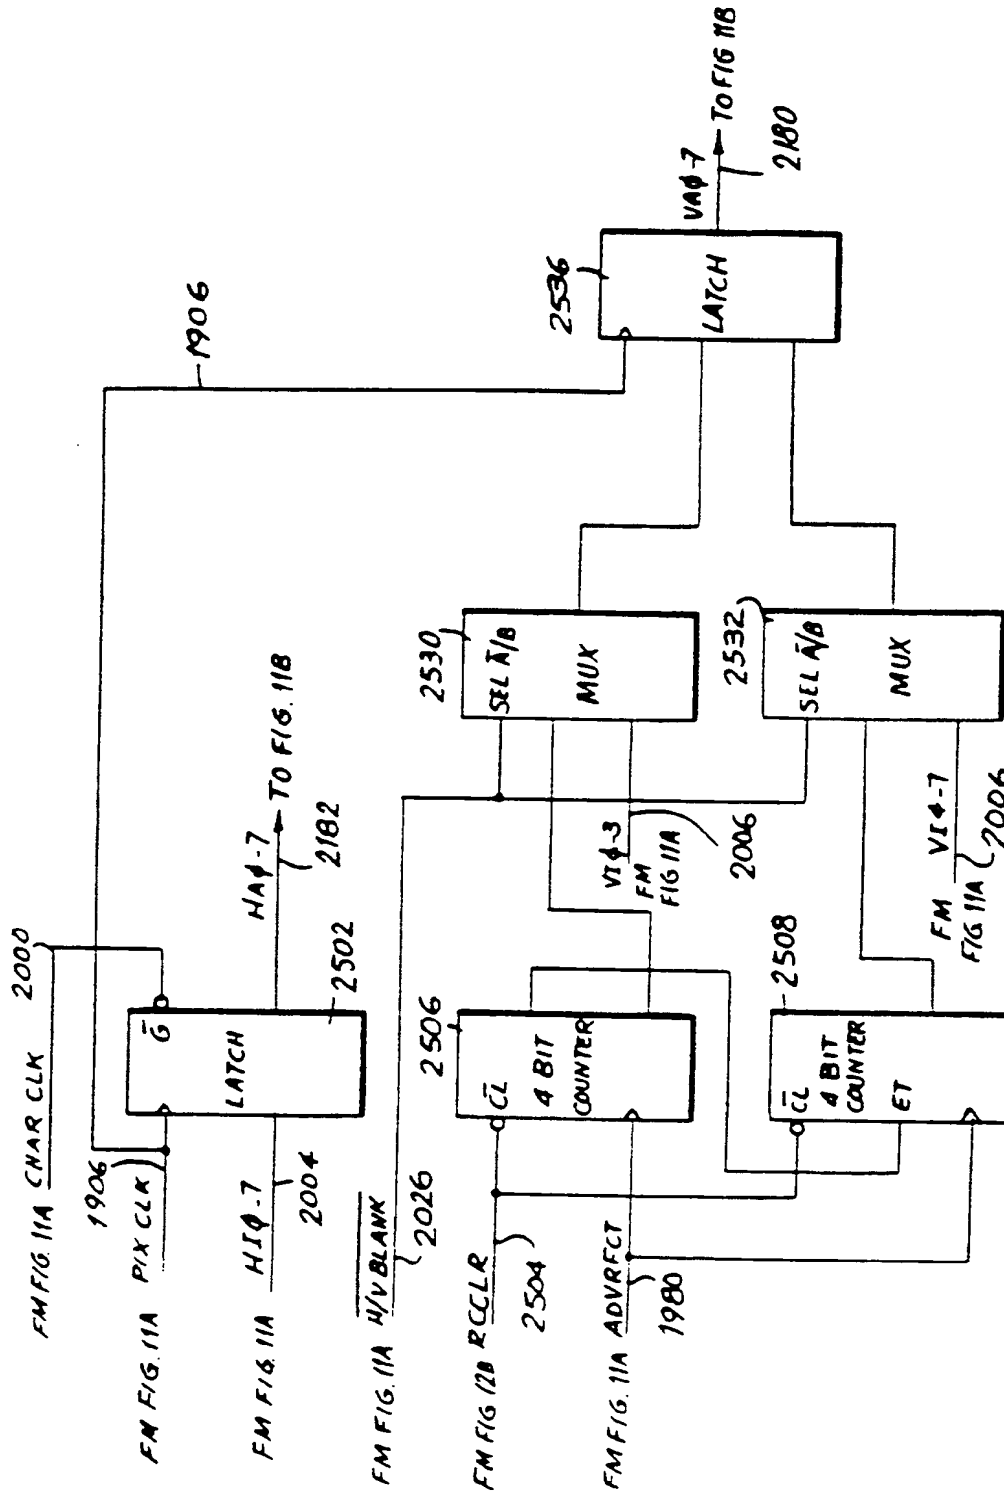 FM FIG. 11A CHAR CLK 2000
FM FIG. 11A PIX CLK
1906
1906
G̅
LATCH
2502
FM FIG. 11A HIϕ-7
2004
HAϕ-7
TO FIG. 11B
2182
FM FIG. 11A H/V BLANK
2026
FM FIG 12B RCCLR
2504
FM FIG. 11A ADVRFCT
1980
2506
C̅L̅
4 BIT
COUNTER
2508
C̅L̅
4 BIT
COUNTER
ET
VIϕ-3
FM
FIG 11A
2006
FM VI4-7
FIG. 11A
2006
2530
SEL A̅/B
MUX
2532
SEL A̅/B
MUX
2536
LATCH
VAϕ-7
TO FIG 11B
2180